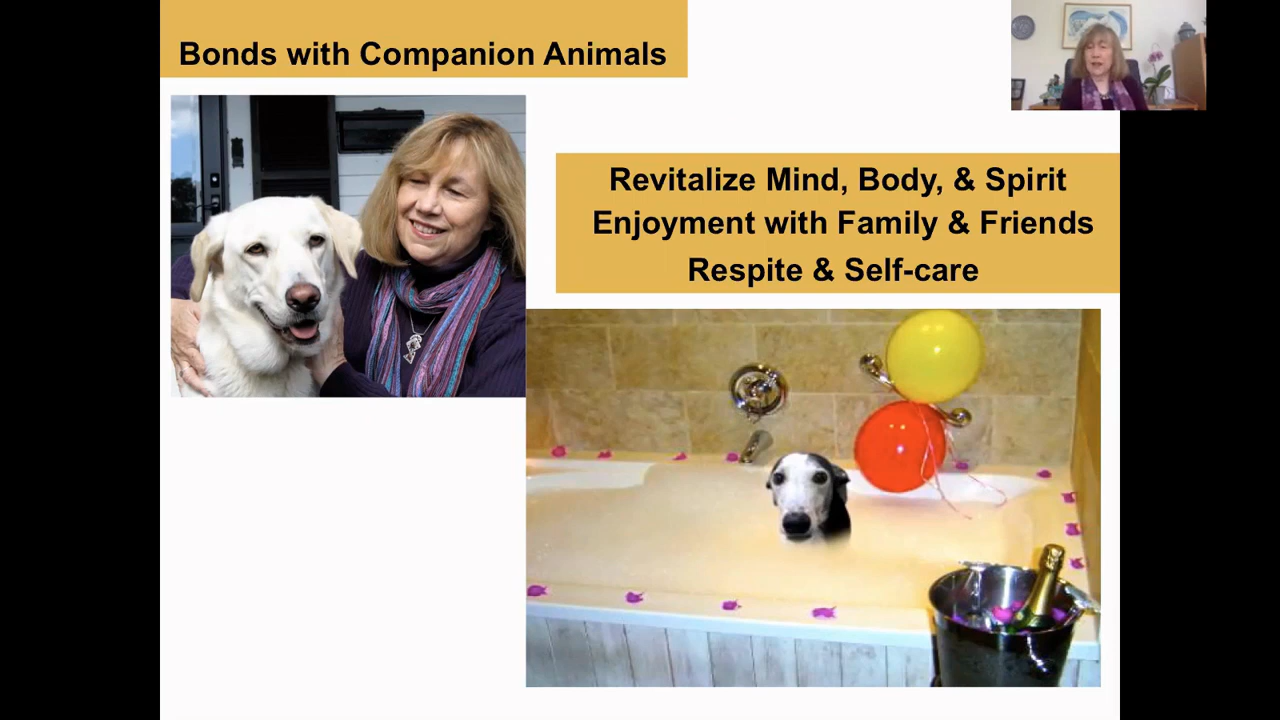 Bonds with Companion Animals
Revitalize Mind, Body, & Spirit
Enjoyment with Family & Friends
Respite & Self-care